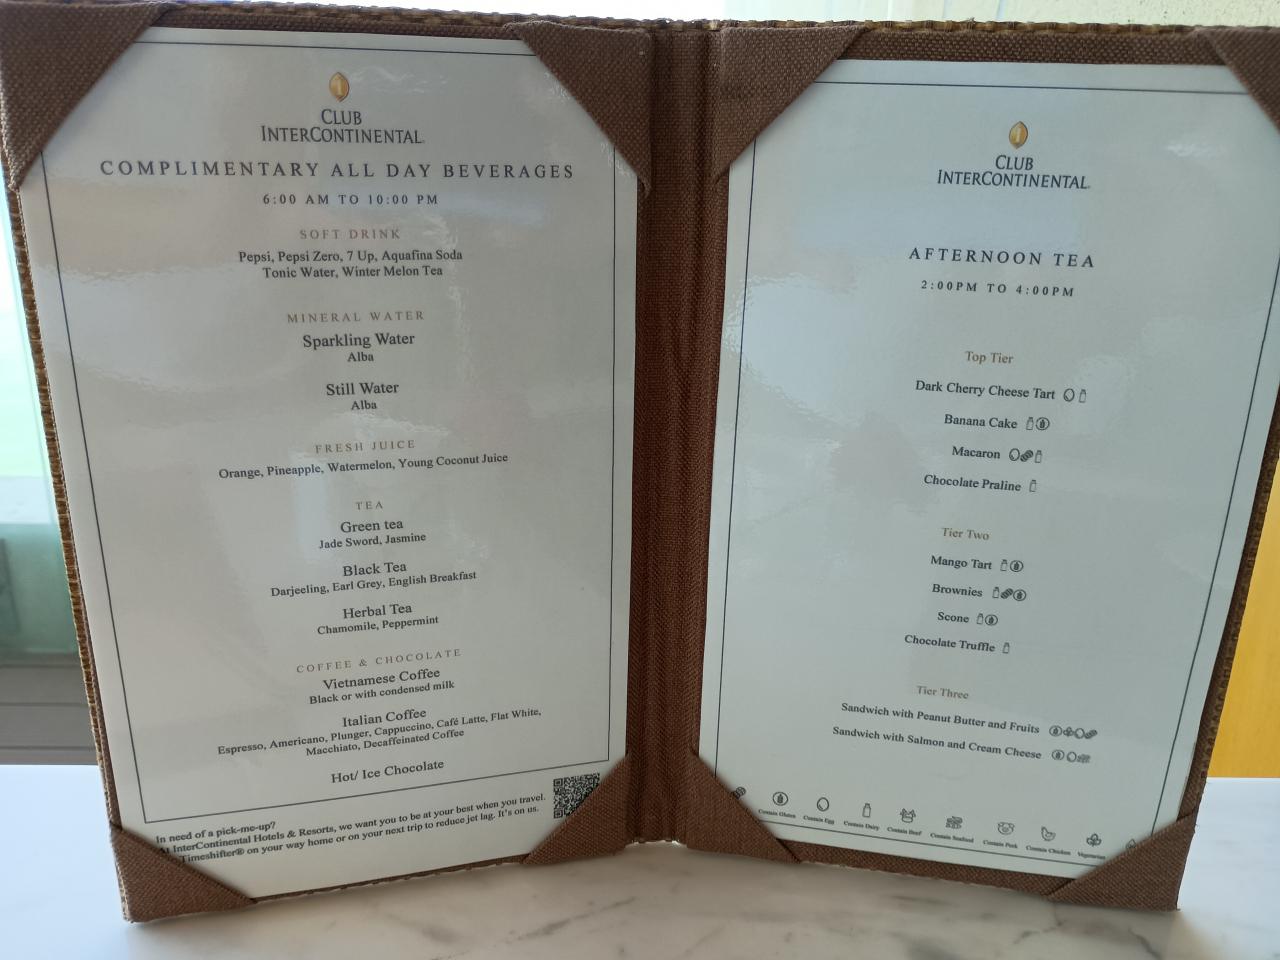 CLUB
INTERCONTINENTAL
COMPLIMENTARY ALL DAY BEVERAGES
6:00 AM TO 10:00 PM
SOFT DRINK
Pepsi, Pepsi Zero, 7 Up, Aquafina Soda
Tonic Water, Winter Melon Tea
MINERAL WATER
Sparkling Water
Alba
Still Water
Alba
FRESH JUICE
Orange, Pineapple, Watermelon, Young Coconut Juice
TEA
Green tea
Jade Sword, Jasmine
Black Tea
Darjeeling, Earl Grey, English Breakfast
Herbal Tea
Chamomile, Peppermint
COFFEE & CHOCOLATE
Vietnamese Coffee
Black or with condensed milk
Italian Coffee
Espresso, Americano, Plunger, Cappuccino, Café Latte, Flat White,
Macchiato, Decaffeinated Coffee
Hot/ Ice Chocolate
In need of a pick-me-up?
At InterContinental Hotels & Resorts, we want you to be at your best when you travel.
Timeshifter® on your way home or on your next trip to reduce jet lag. It's on us.
CLUB
INTERCONTINENTAL
AFTERNOON TEA
2:00PM TO 4:00PM
Top Tier
Dark Cherry Cheese Tart
Banana Cake
Macaron
Chocolate Praline
Tier Two
Mango Tart
Brownies
Scone
Chocolate Truffle
Tier Three
Sandwich with Peanut Butter and Fruits
Sandwich with Salmon and Cream Cheese
Contain Gluten Contain Egg Contain Dairy Contain Beef Contain Seafood Contain Pork Contain Chicken Vegetarian